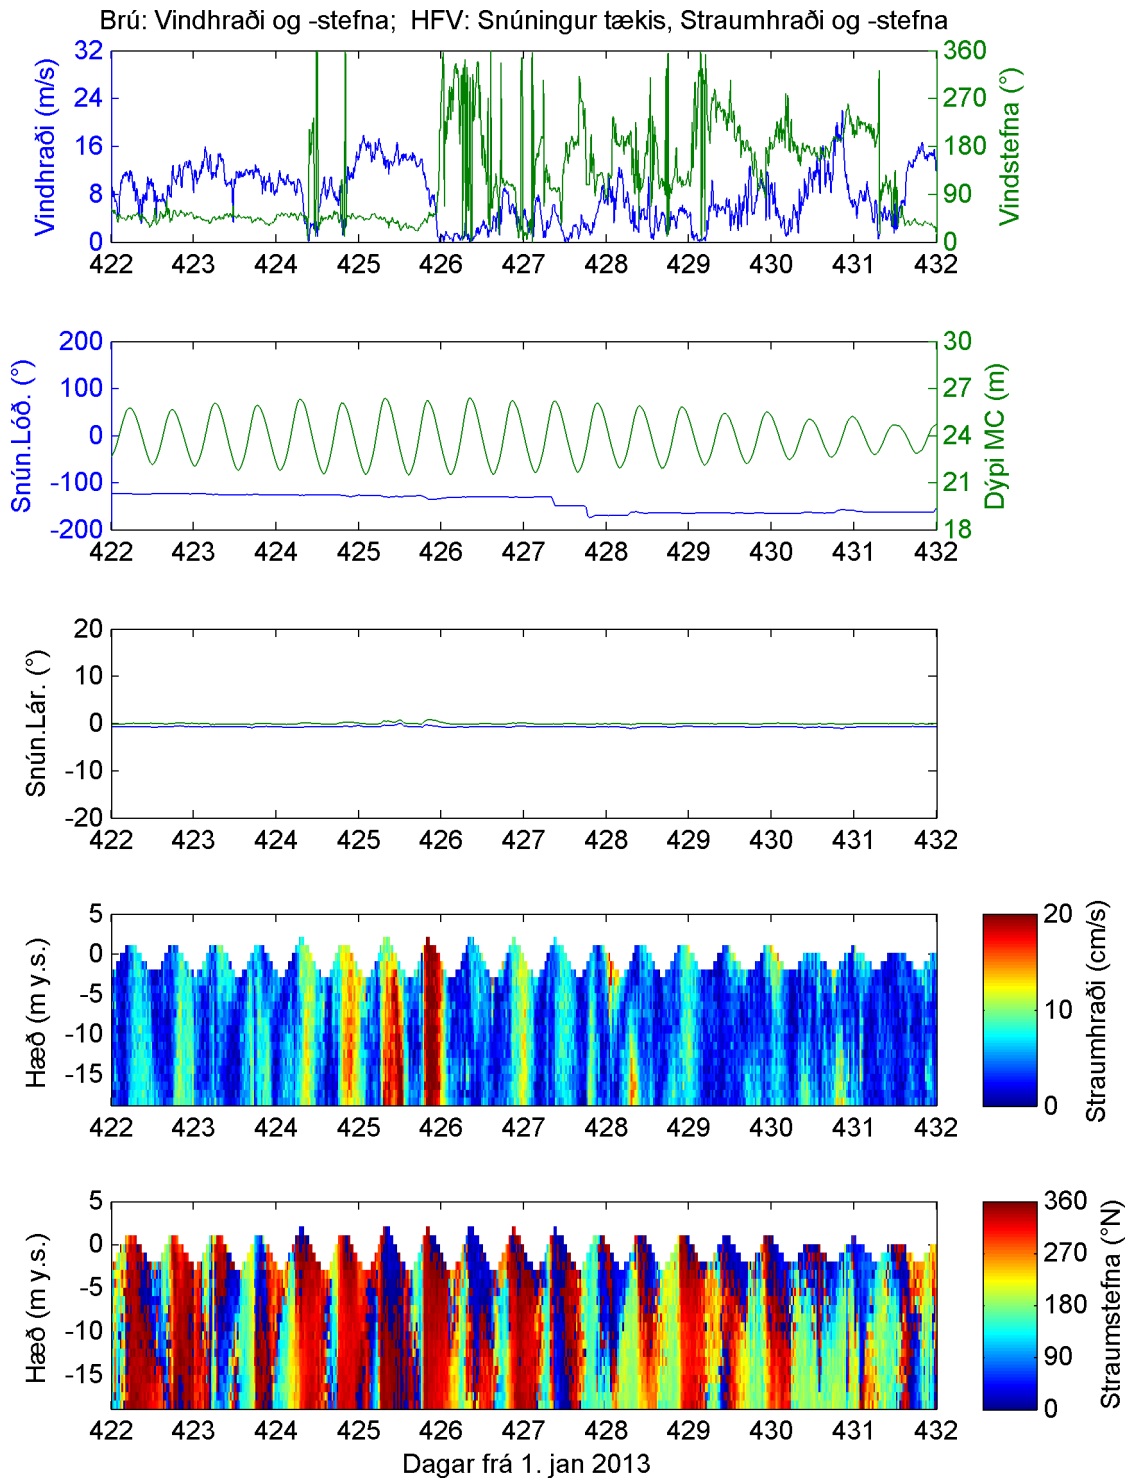 Brú: Vindhraði og -stefna;  HFV: Snúningur tækis, Straumhraði og -stefna
Vindhraði (m/s)
32
24
16
8
0
360
270
180
90
0
Vindstefna (°)
422 423 424 425 426 427 428 429 430 431 432
Snún.Lóð. (°)
200
100
0
-100
-200
30
27
24
21
18
Dýpi MC (m)
422 423 424 425 426 427 428 429 430 431 432
Snún.Lár. (°)
20
10
0
-10
-20
422 423 424 425 426 427 428 429 430 431 432
Hæð (m y.s.)
5
0
-5
-10
-15
422 423 424 425 426 427 428 429 430 431 432
20
10
0
Straumhraði (cm/s)
Hæð (m y.s.)
5
0
-5
-10
-15
422 423 424 425 426 427 428 429 430 431 432
360
270
180
90
0
Straumstefna (°N)
Dagar frá 1. jan 2013